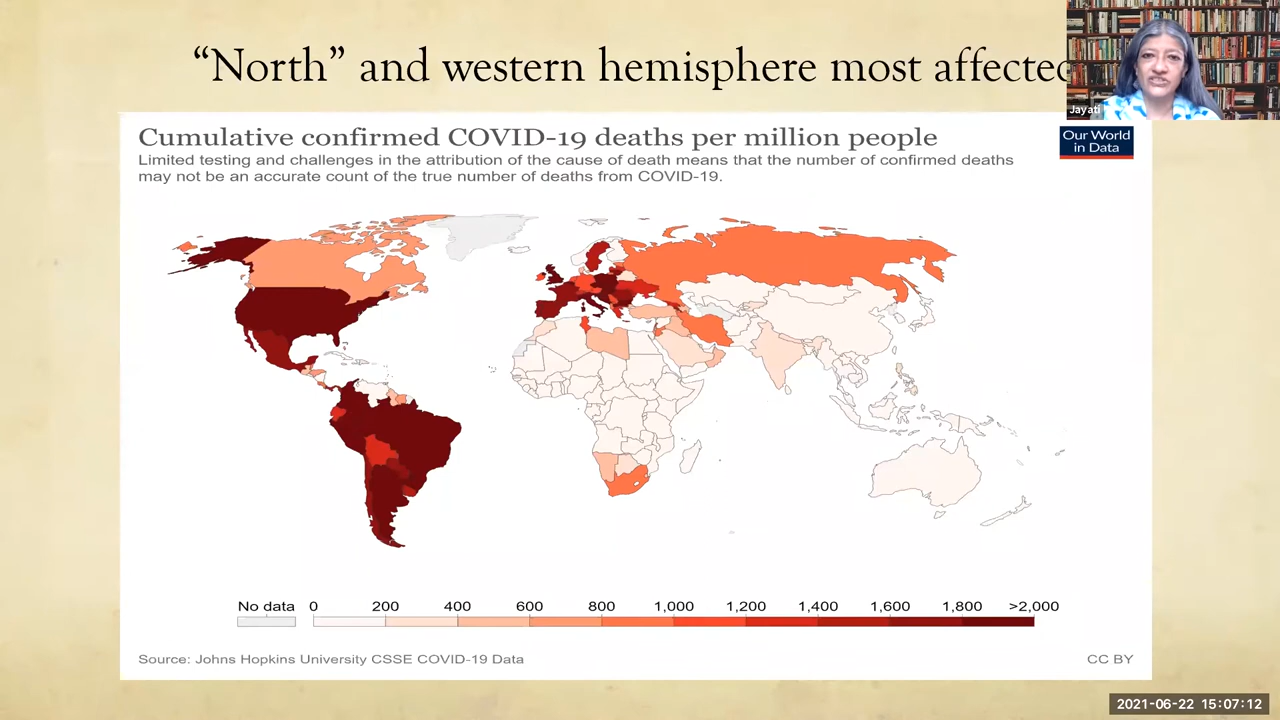 “North” and western hemisphere most affected
Jayati
Cumulative confirmed COVID-19 deaths per million people
Our World
in Data
Limited testing and challenges in the attribution of the cause of death means that the number of confirmed deaths
may not be an accurate count of the true number of deaths from COVID-19.
No data 0 200 400 600 800 1,000 1,200 1,400 1,600 1,800 >2,000
Source: Johns Hopkins University CSSE COVID-19 Data
CC BY
2021-06-22 15:07:12